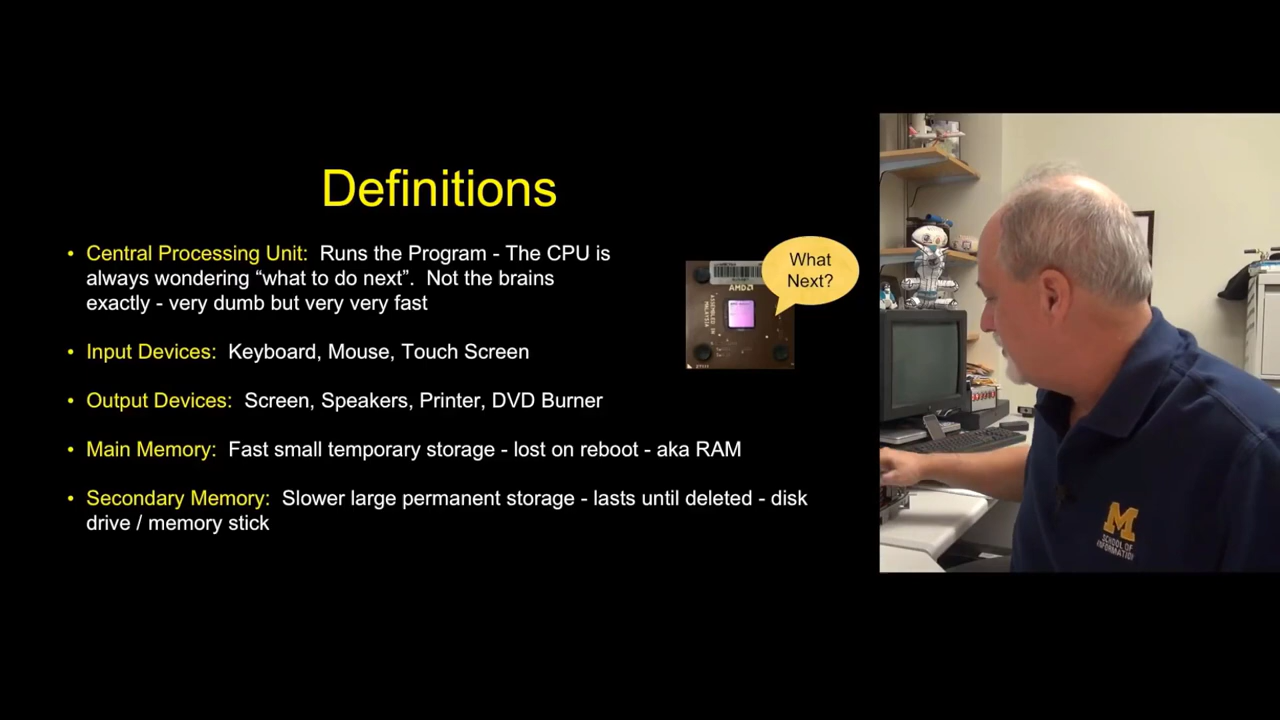 Definitions
• Central Processing Unit: Runs the Program - The CPU is
always wondering “what to do next”. Not the brains
exactly - very dumb but very very fast
• Input Devices: Keyboard, Mouse, Touch Screen
• Output Devices: Screen, Speakers, Printer, DVD Burner
• Main Memory: Fast small temporary storage - lost on reboot - aka RAM
• Secondary Memory: Slower large permanent storage - lasts until deleted - disk
drive / memory stick
What
Next?
AMD
ASSEMBLED IN
MALAYSIA
M
SCHOOL OF
INFORMATION